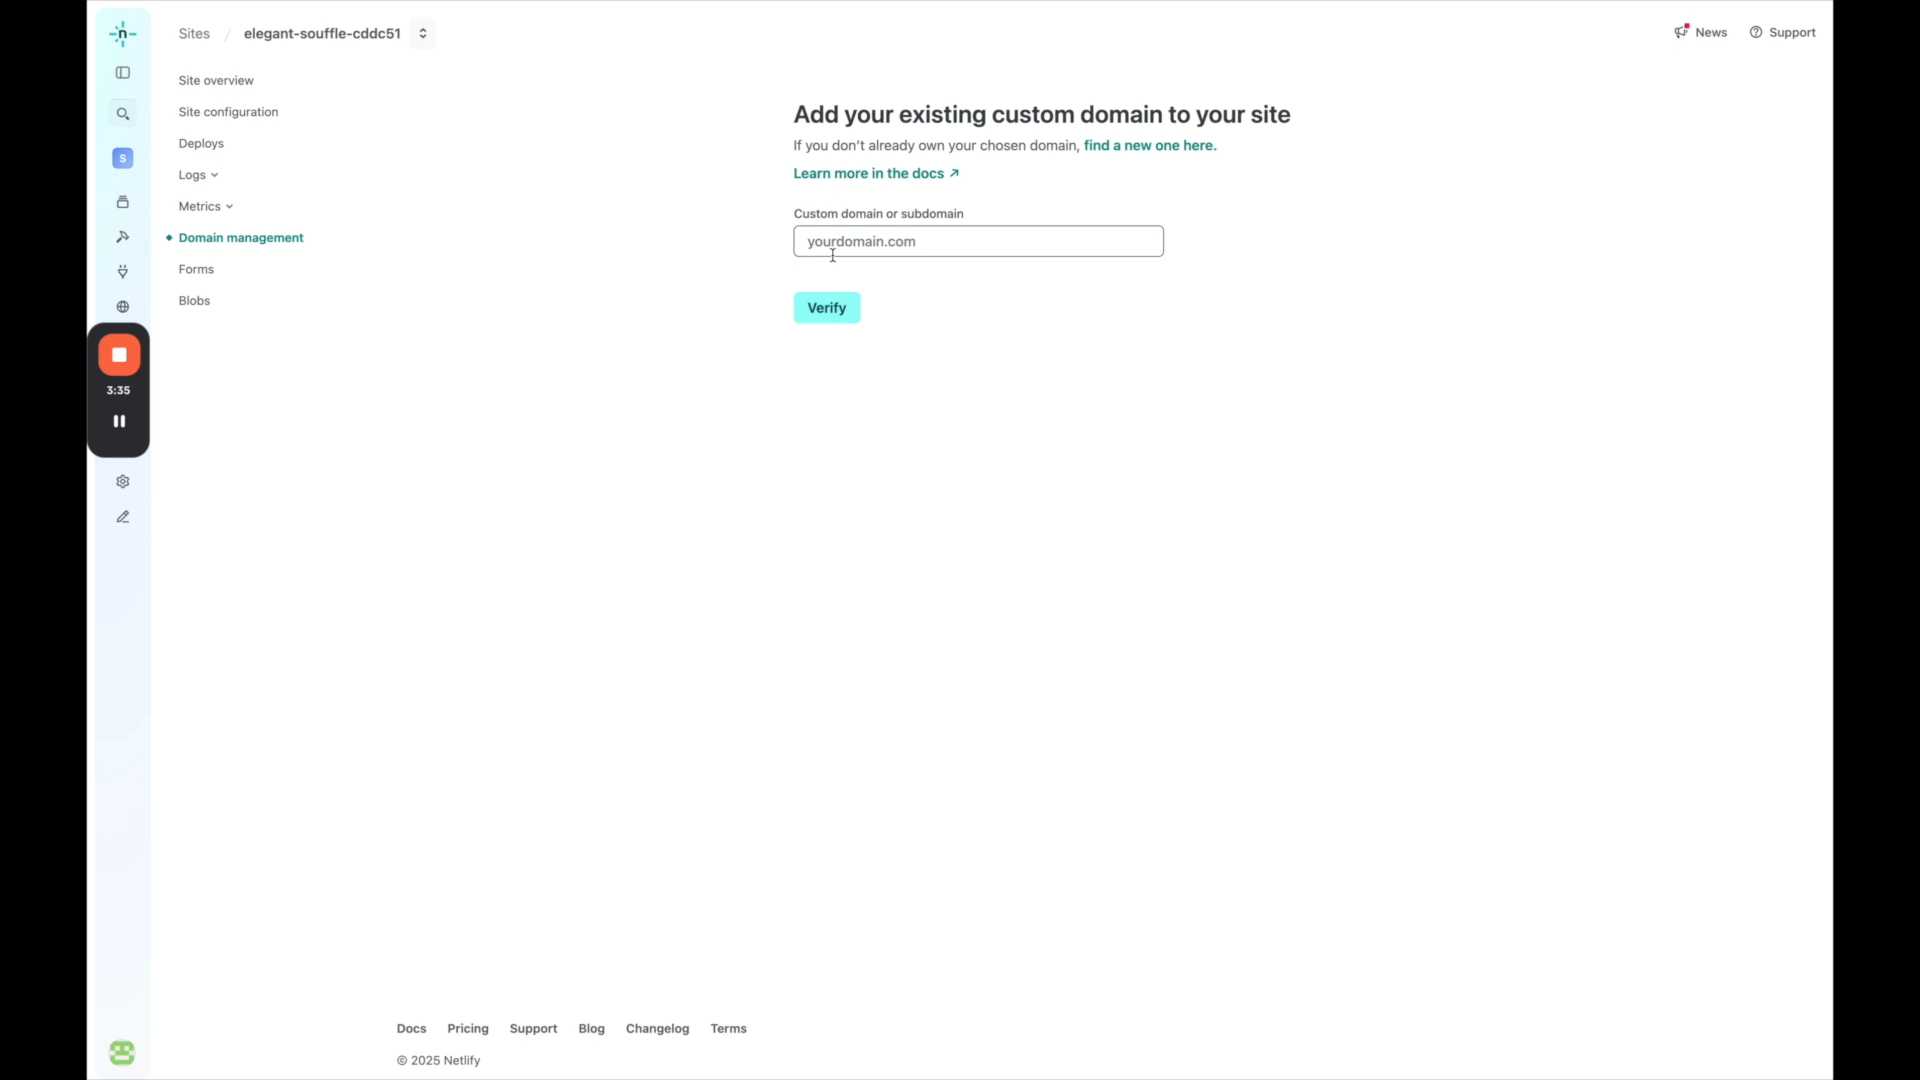 n
Sites / elegant-souffle-cddc51
News
Support
Site overview
Site configuration
Deploys
Logs
Metrics
Domain management
Forms
Blobs
S
3:35
Add your existing custom domain to your site
If you don’t already own your chosen domain, find a new one here.
Learn more in the docs ↗
Custom domain or subdomain
yourdomain.com
Verify
Docs Pricing Support Blog Changelog Terms
© 2025 Netlify